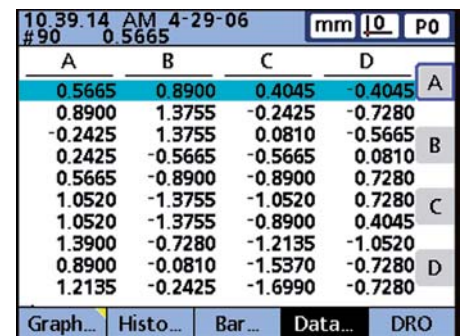 10.39.14 AM 4-29-06 mm |0 P0
#90 0.5665
A B C D
0.5665 0.8900 0.4045 -0.4045 A
0.8900 1.3755 -0.2425 -0.7280
-0.2425 1.3755 0.0810 -0.5665
0.2425 -0.5665 -0.5665 0.0810 B
0.5665 -0.8900 -0.8900 0.7280
1.0520 -1.3755 -1.0520 0.7280 C
1.0520 -1.3755 -0.8900 0.4045
1.3900 -0.7280 -1.2135 -1.0520
0.8900 -0.0810 -1.5370 -0.7280 D
1.2135 -0.2425 -1.6990 -0.7280
Graph... Histo... Bar... Data... DRO